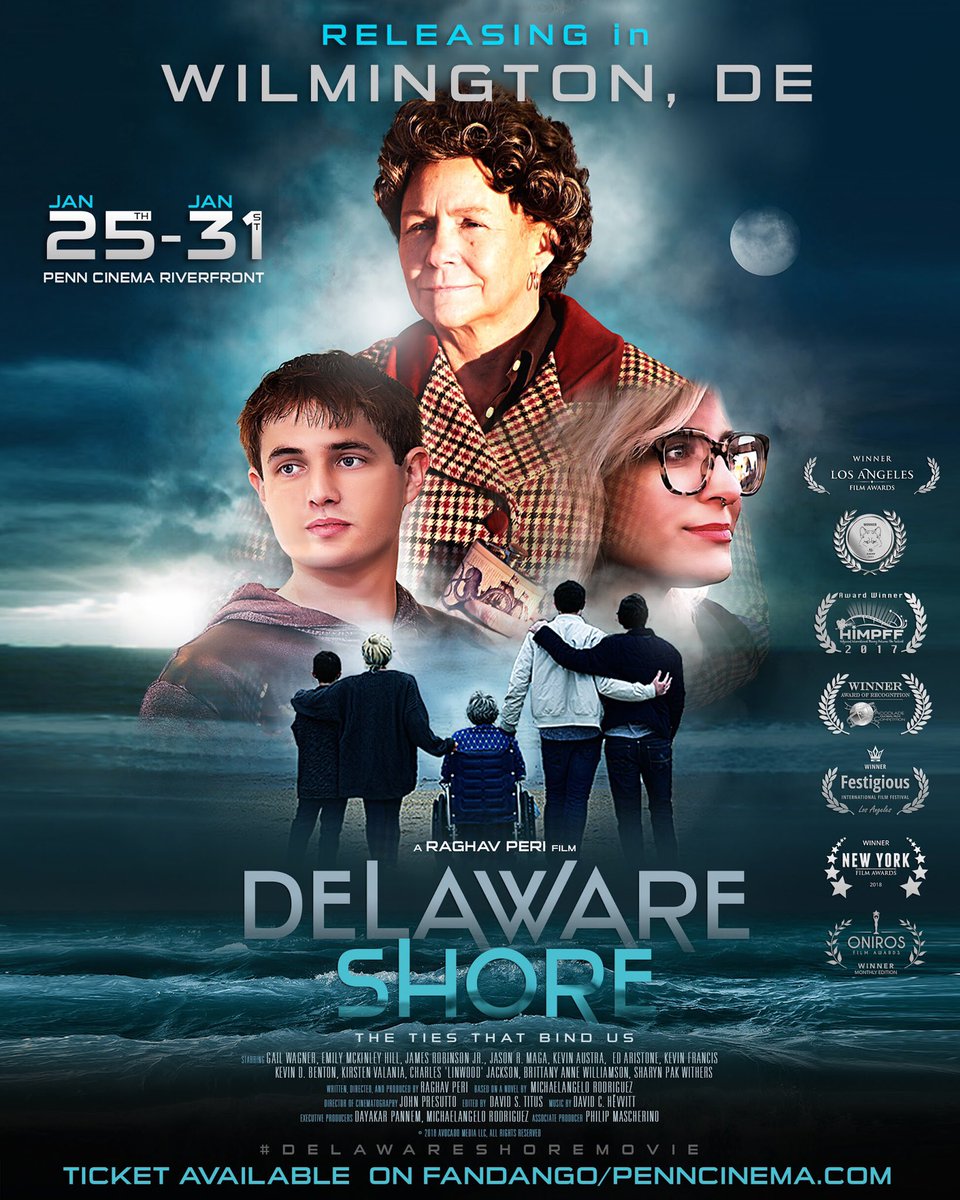 RELEASING in
WILMINGTON, DE
JAN JAN
25TH-31ST
PENN CINEMA RIVERFRONT
WINNER
LOS ANGELES
FILM AWARDS
WINNER
Award Winner
HIMPFF
2017
WINNER
AWARD OF RECOGNITION
WINNER
Festigious
INTERNATIONAL FILM FESTIVAL
Los Angeles
WINNER
NEW YORK
FILM AWARDS
2018
ONIROS
FILM AWARDS
WINNER
MONTHLY EDITION
A RAGHAV PERI FILM
DELAWARE
SHORE
THE TIES THAT BIND US
STARRING GAIL WAGNER, EMILY MCKINLEY HILL, JAMES ROBINSON JR., JASON R. MAGA, KEVIN AUSTRA, ED ARISTONE, KEVIN FRANCIS
KEVIN D. BENTON, KIRSTEN VALANIA, CHARLES 'LINWOOD' JACKSON, BRITTANY ANNE WILLIAMSON, SHARYN PAK WITHERS
WRITTEN, DIRECTED, AND PRODUCED BY RAGHAV PERI BASED ON A NOVEL BY MICHAELANGELO RODRIGUEZ
DIRECTOR OF CINEMATOGRAPHY JOHN PRESUTTO EDITED BY DAVID S. TITUS MUSIC BY DAVID C. HËVVITT
EXECUTIVE PRODUCERS DAYAKAR PANNEM, MICHAELANGELO RODRIGUEZ ASSOCIATE PRODUCER PHILIP MASCHERINO
© 2018 AVOCADO MEDIA LLC, ALL RIGHTS RESERVED
#DELAWARESHOREMOVIE
TICKET AVAILABLE ON FANDANGO/PENNCINEMA.COM